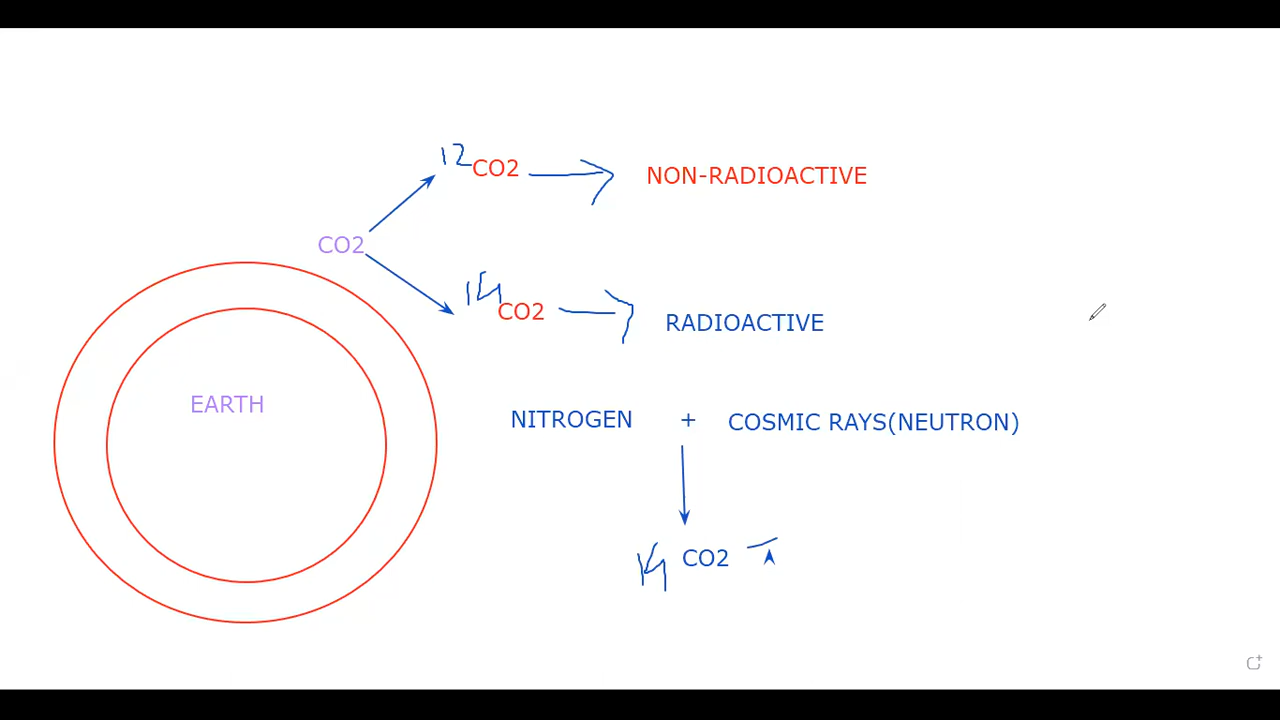 12CO2 NON-RADIOACTIVE
CO2
14CO2 RADIOACTIVE
EARTH
NITROGEN + COSMIC RAYS(NEUTRON)
14 CO2